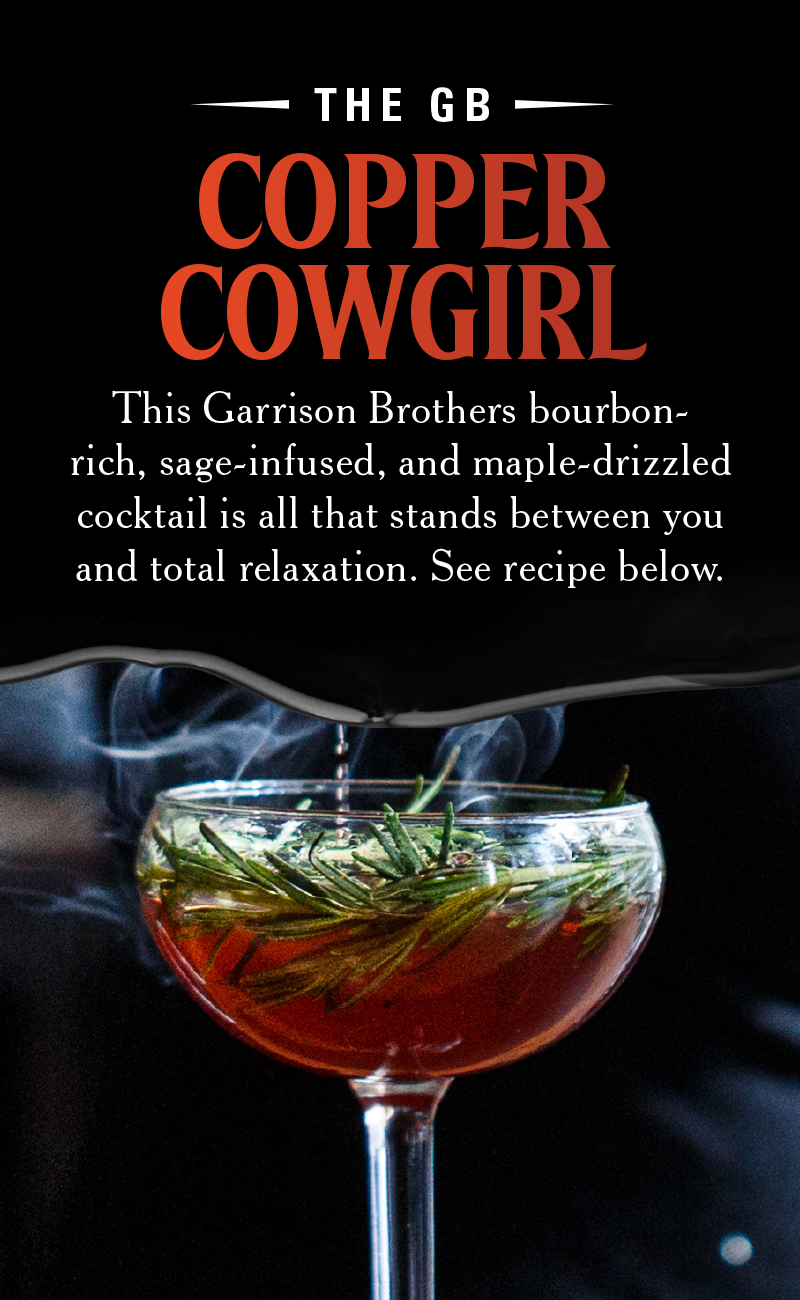 THE GB
COPPER
COWGIRL
This Garrison Brothers bourbon-
rich, sage-infused, and maple-drizzled
cocktail is all that stands between you
and total relaxation. See recipe below.